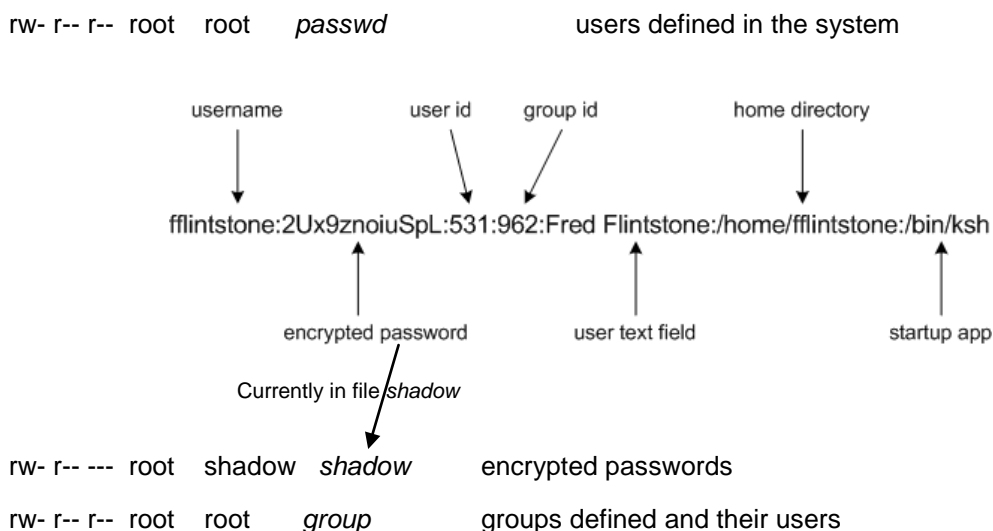 rw- r-- r-- root root passwd users defined in the system
username user id group id home directory
fflintstone:2Ux9znoiuSpL:531:962:Fred Flintstone:/home/fflintstone:/bin/ksh
encrypted password user text field startup app
Currently in file shadow
rw- r-- --- root shadow shadow encrypted passwords
rw- r-- r-- root root group groups defined and their users